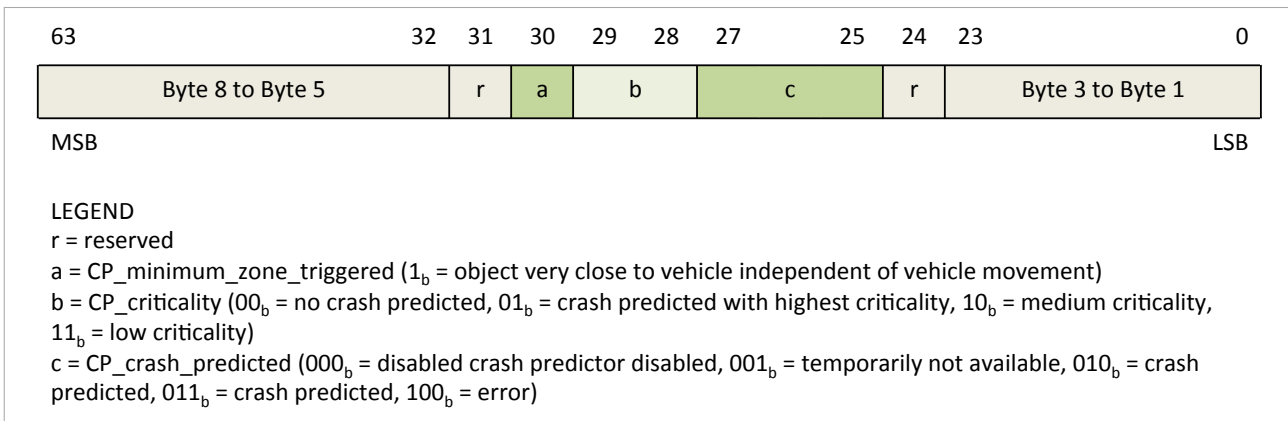 63 32 31 30 29 28 27 25 24 23 0
Byte 8 to Byte 5 r a b c r Byte 3 to Byte 1
MSB LSB
LEGEND
r = reserved
a = CP_minimum_zone_triggered (1b = object very close to vehicle independent of vehicle movement)
b = CP_criticality (00b = no crash predicted, 01b = crash predicted with highest criticality, 10b = medium criticality,
11b = low criticality)
c = CP_crash_predicted (000b = disabled crash predictor disabled, 001b = temporarily not available, 010b = crash
predicted, 011b = crash predicted, 100b = error)